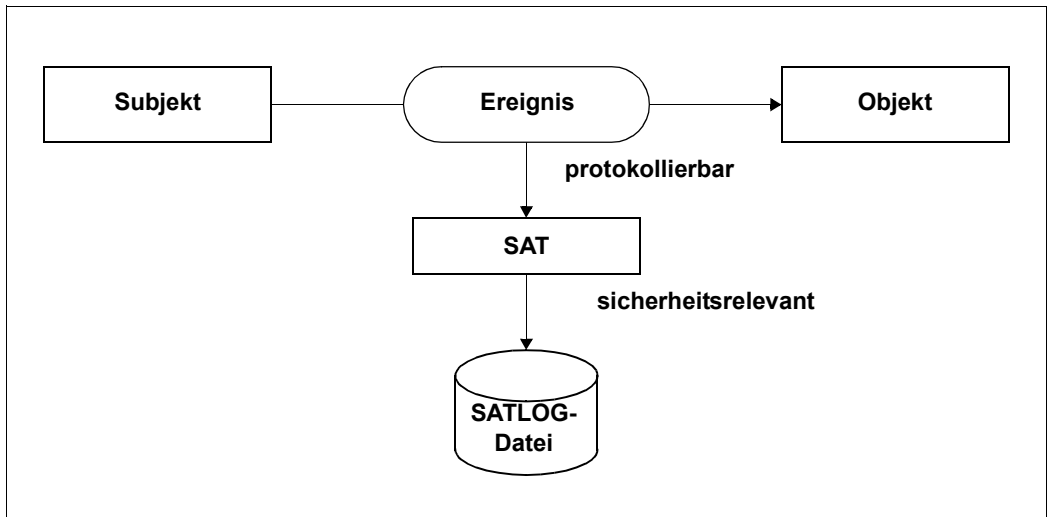 Subjekt
Ereignis
Objekt
protokollierbar
SAT
sicherheitsrelevant
SATLOG-
Datei